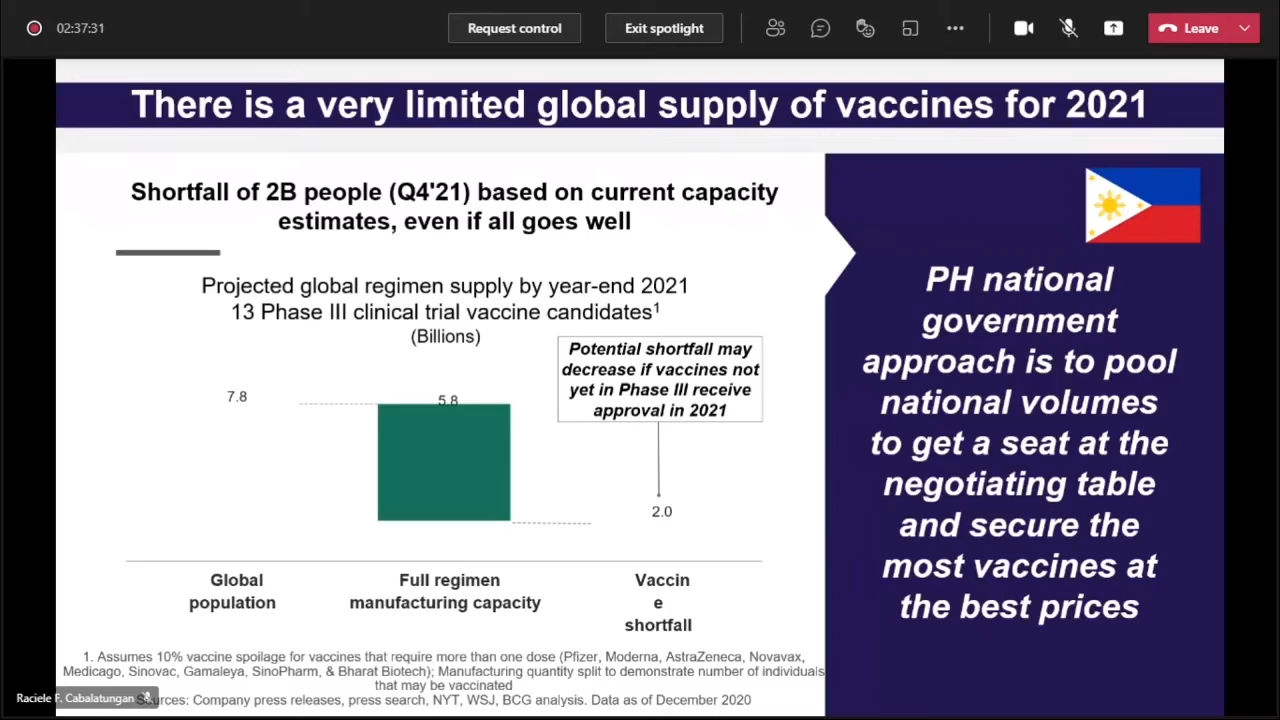 02:37:31
Request control
Exit spotlight
Leave
There is a very limited global supply of vaccines for 2021
Shortfall of 2B people (Q4'21) based on current capacity
estimates, even if all goes well
Projected global regimen supply by year-end 2021
13 Phase III clinical trial vaccine candidates¹
(Billions)
Potential shortfall may
decrease if vaccines not
yet in Phase III receive
approval in 2021
7.8
5.8
2.0
Global
population
Full regimen
manufacturing capacity
Vaccin
e
shortfall
1. Assumes 10% vaccine spoilage for vaccines that require more than one dose (Pfizer, Moderna, AstraZeneca, Novavax,
Medicago, Sinovac, Gamaleya, SinoPharm, & Bharat Biotech); Manufacturing quantity split to demonstrate number of individuals
that may be vaccinated
Sources: Company press releases, press search, NYT, WSJ, BCG analysis. Data as of December 2020
PH national
government
approach is to pool
national volumes
to get a seat at the
negotiating table
and secure the
most vaccines at
the best prices
Raciele F. Cabalatungan